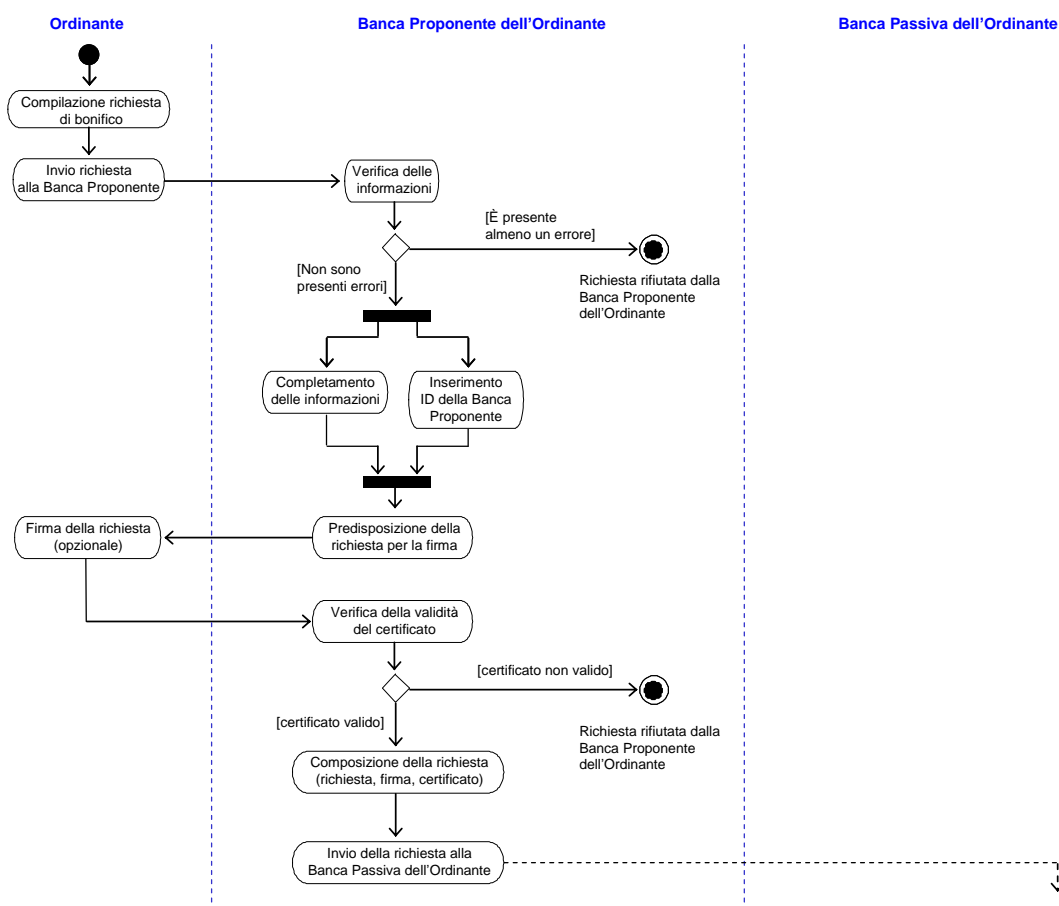 Ordinante
Banca Proponente dell'Ordinante
Banca Passiva dell'Ordinante
Compilazione richiesta
di bonifico
Invio richiesta
alla Banca Proponente
Verifica delle
informazioni
[È presente
almeno un errore]
[Non sono
presenti errori]
Richiesta rifiutata dalla
Banca Proponente
dell'Ordinante
Completamento
delle informazioni
Inserimento
ID della Banca
Proponente
Firma della richiesta
(opzionale)
Predisposizione della
richiesta per la firma
Verifica della validità
del certificato
[certificato non valido]
[certificato valido]
Richiesta rifiutata dalla
Banca Proponente
dell'Ordinante
Composizione della richiesta
(richiesta, firma, certificato)
Invio della richiesta alla
Banca Passiva dell'Ordinante